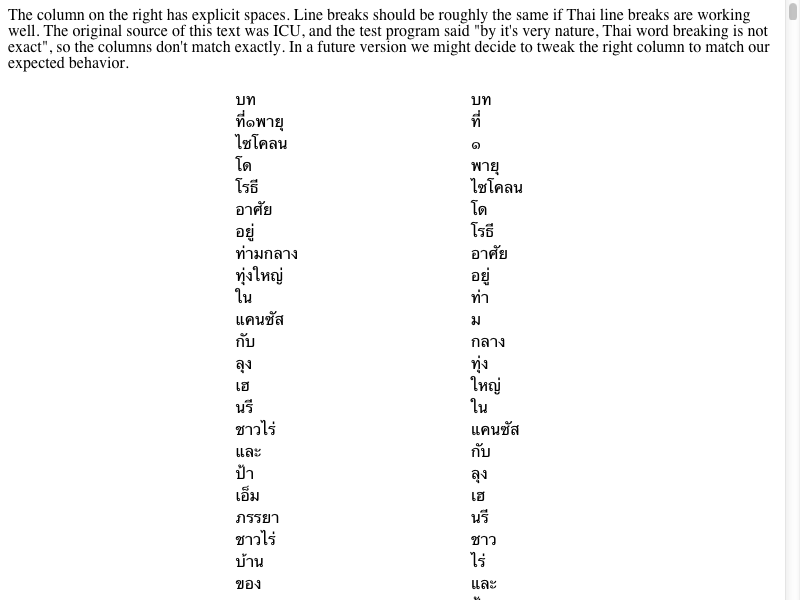 The column on the right has explicit spaces. Line breaks should be roughly the same if Thai line breaks are working
well. The original source of this text was ICU, and the test program said "by it's very nature, Thai word breaking is not
exact", so the columns don't match exactly. In a future version we might decide to tweak the right column to match our
expected behavior.
บท
ที่๑พายุ
ไซโคลน
โด
โรธี
อาศัย
อยู่
ท่ามกลาง
ทุ่งใหญ่
ใน
แคนซัส
กับ
ลุง
เฮ
นรี
ชาวไร่
และ
ป้า
เอ็ม
ภรรยา
ชาวไร่
บ้าน
ของ
บท
ที่
๑
พายุ
ไซโคลน
โด
โรธี
อาศัย
อยู่
ท่า
ม
กลาง
ทุ่ง
ใหญ่
ใน
แคนซัส
กับ
ลุง
เฮ
นรี
ชาว
ไร่
และ